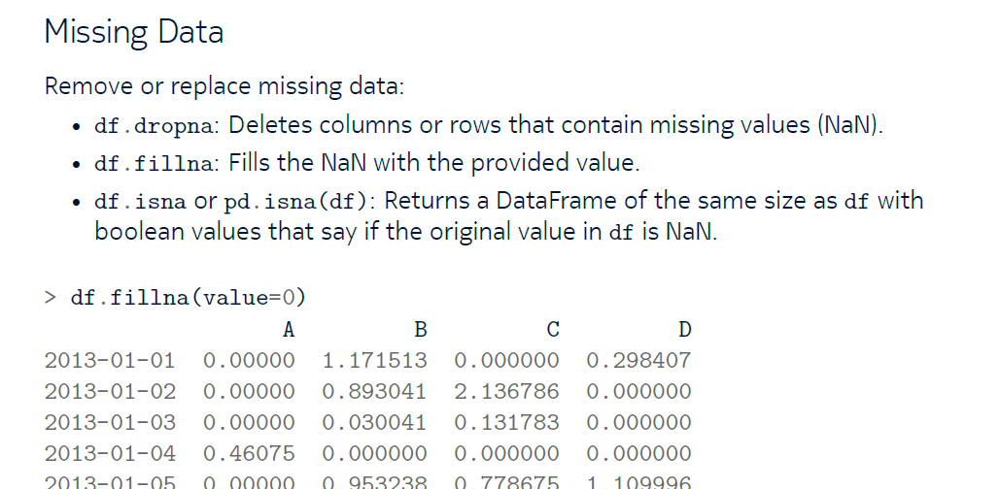 Missing Data
Remove or replace missing data:
• df.dropna: Deletes columns or rows that contain missing values (NaN).
• df.fillna: Fills the NaN with the provided value.
• df.isna or pd.isna(df): Returns a DataFrame of the same size as df with
boolean values that say if the original value in df is NaN.
> df.fillna(value=0)
A B C D
2013-01-01 0.00000 1.171513 0.000000 0.298407
2013-01-02 0.00000 0.893041 2.136786 0.000000
2013-01-03 0.00000 0.030041 0.131783 0.000000
2013-01-04 0.46075 0.000000 0.000000 0.000000
2013-01-05 0.00000 0.953238 0.778675 1.109996